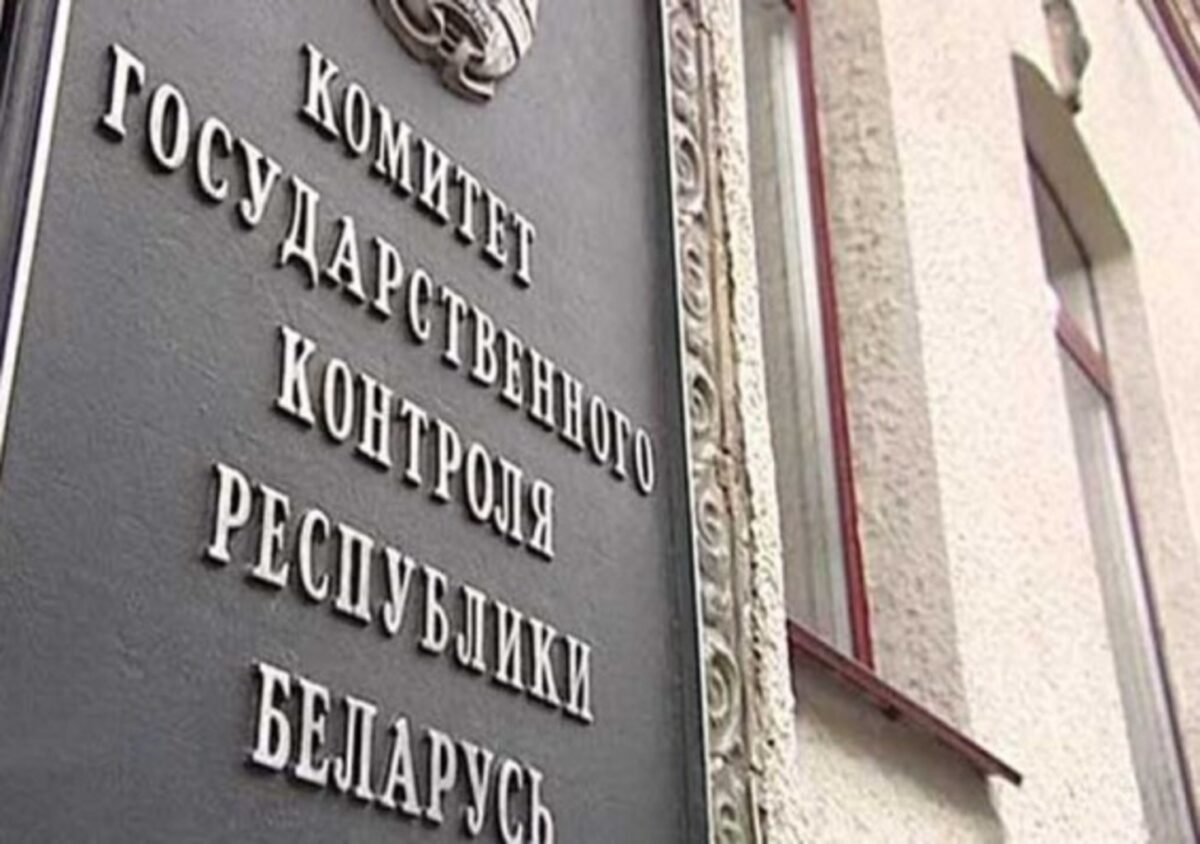 КОМИТЕТ
ГОСУДАРСТВЕННОГО
КОНТРОЛЯ
РЕСПУБЛИКИ
БЕЛАРУСЬ